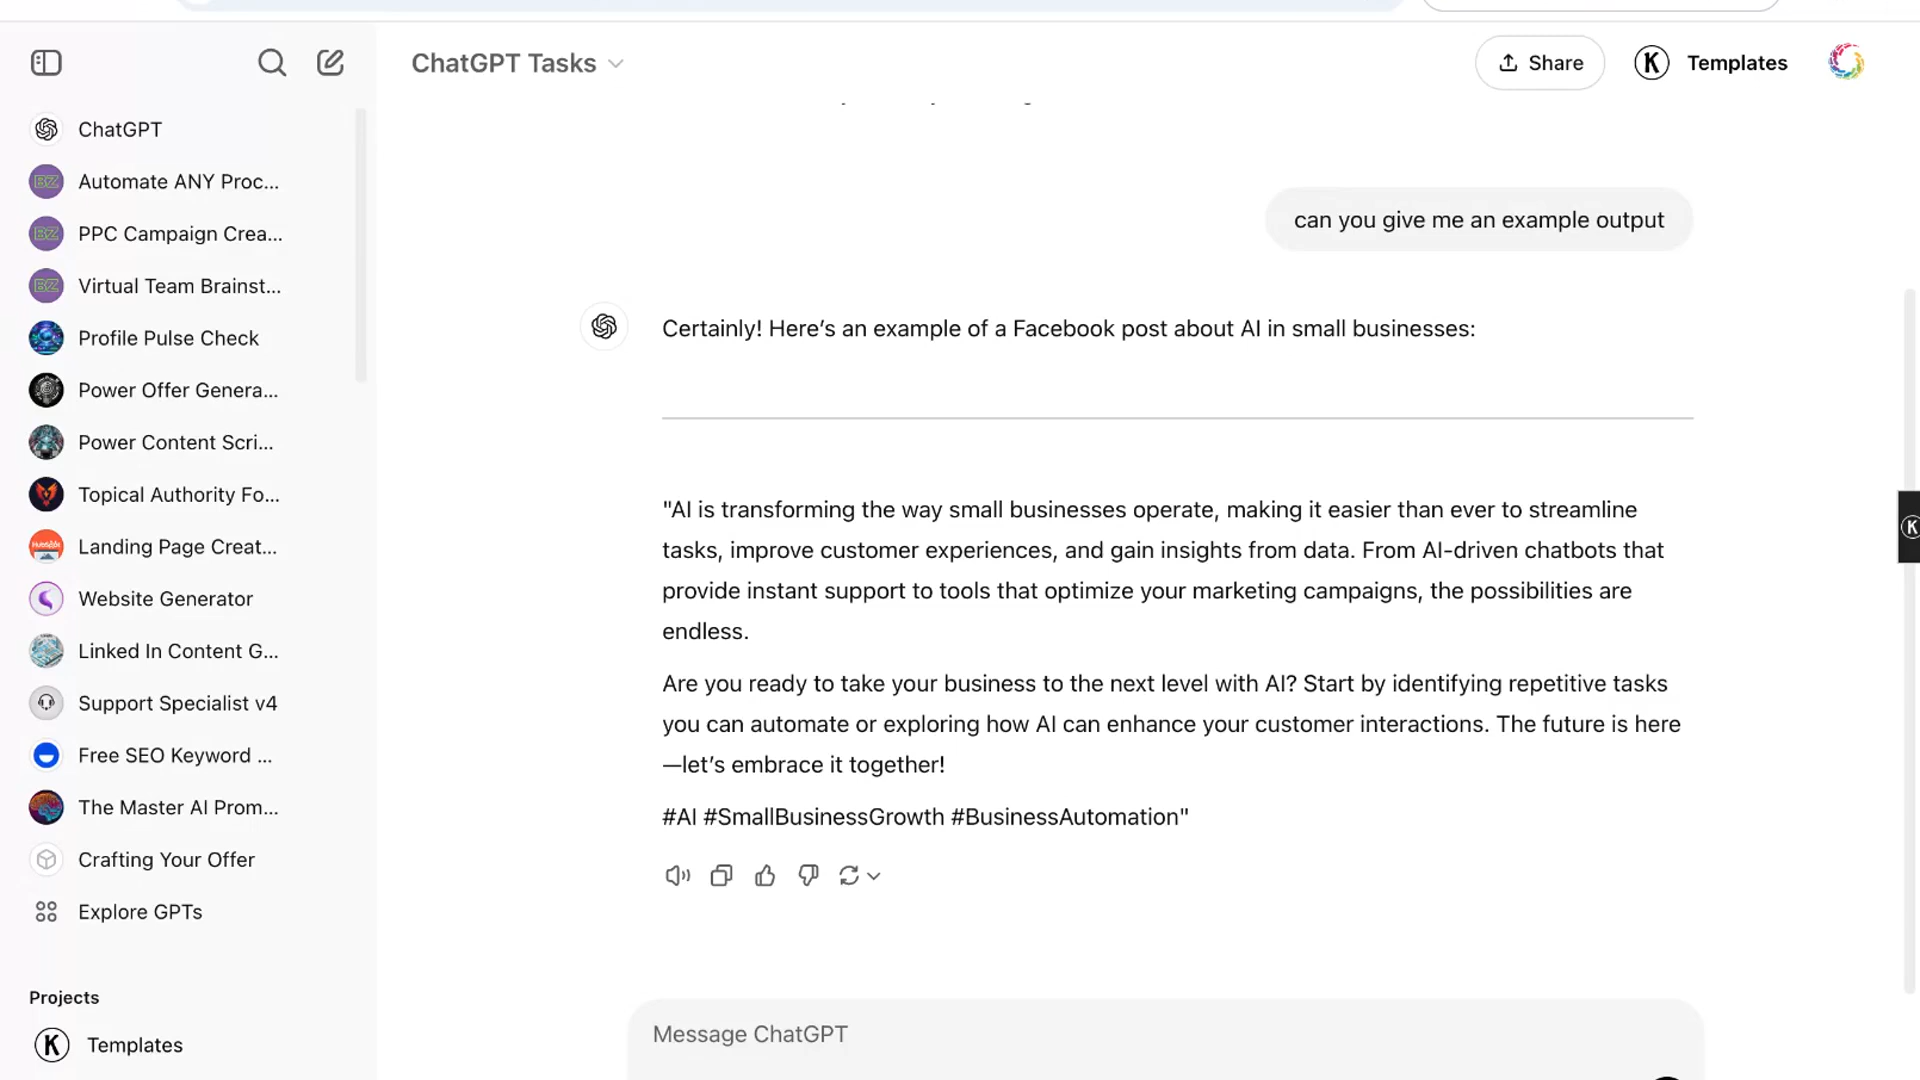 ChatGPT Tasks
Share
K
Templates
ChatGPT
BZ
Automate ANY Proc...
BZ
PPC Campaign Crea...
BZ
Virtual Team Brainst...
Profile Pulse Check
Power Offer Genera...
Power Content Scri...
Topical Authority Fo...
Landing Page Creat...
Website Generator
Linked In Content G...
Support Specialist v4
Free SEO Keyword ...
The Master AI Prom...
Crafting Your Offer
Explore GPTs
Projects
K
Templates
can you give me an example output
Certainly! Here’s an example of a Facebook post about AI in small businesses:
"AI is transforming the way small businesses operate, making it easier than ever to streamline
tasks, improve customer experiences, and gain insights from data. From AI-driven chatbots that
provide instant support to tools that optimize your marketing campaigns, the possibilities are
endless.
Are you ready to take your business to the next level with AI? Start by identifying repetitive tasks
you can automate or exploring how AI can enhance your customer interactions. The future is here
—let’s embrace it together!
#AI #SmallBusinessGrowth #BusinessAutomation"
K
Message ChatGPT